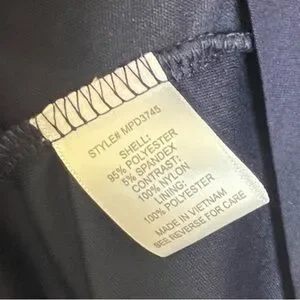 STYLE# MPD3745
SHELL:
95% POLYESTER
5% SPANDEX
CONTRAST:
100% NYLON
LINING:
100% POLYESTER
MADE IN VIETNAM
SEE REVERSE FOR CARE